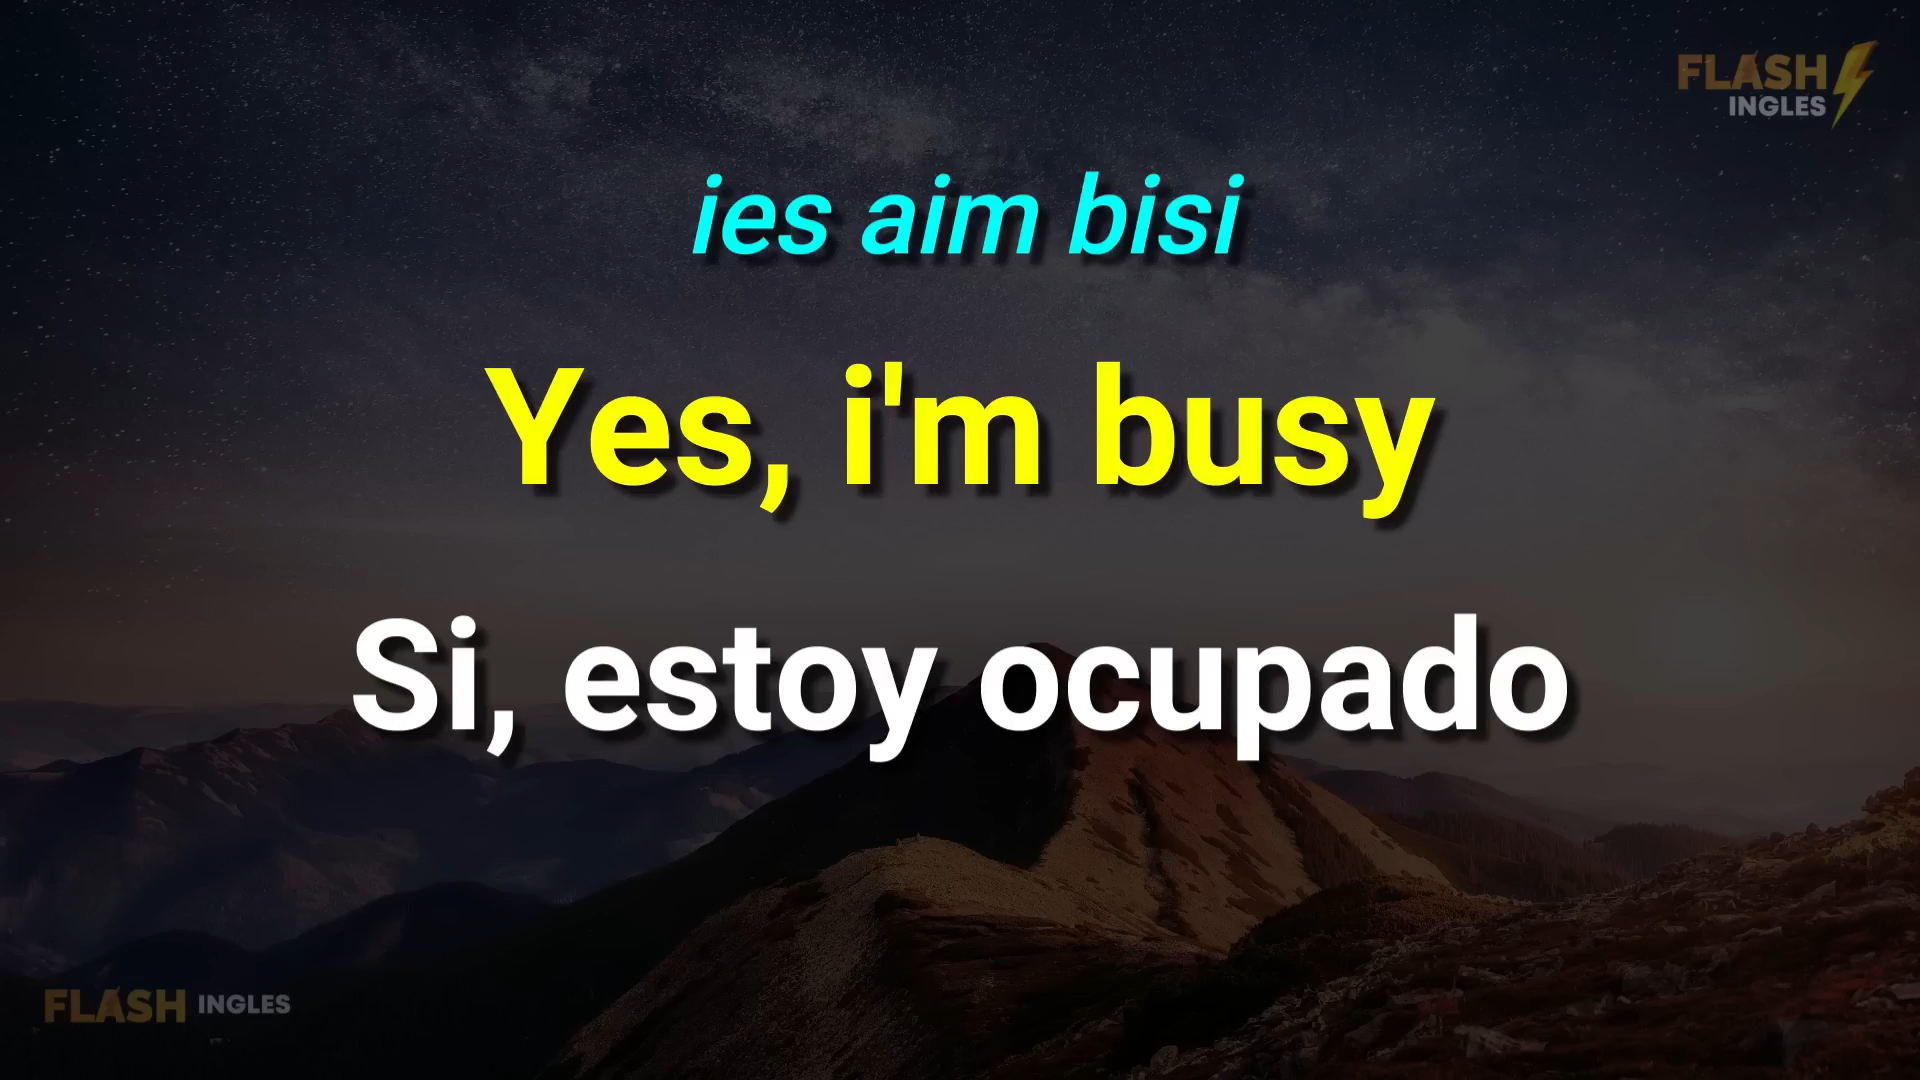 FLASH
INGLES
ies aim bisi
Yes, i'm busy
Si, estoy ocupado
FLASH INGLES